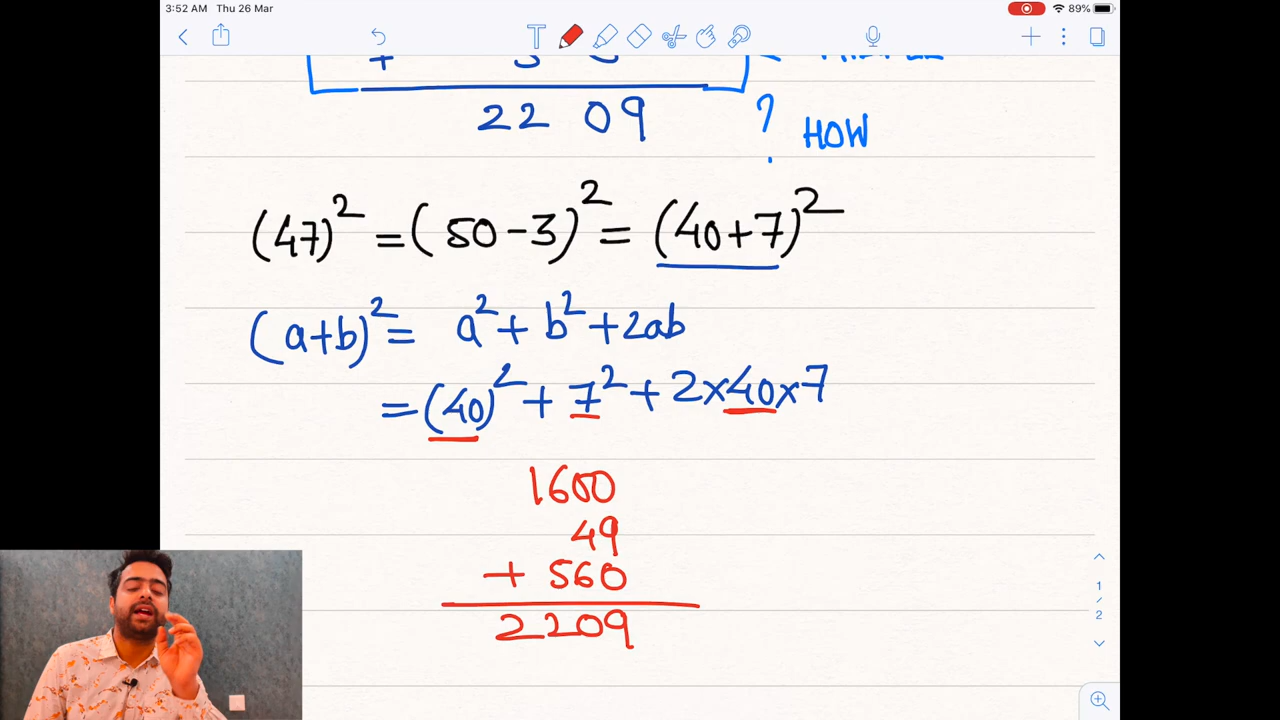 3:52 AM Thu 26 Mar 89%
T
+ 3
22 09
? HOW
(47)² = (50-3)² = (40+7)²
(a+b)² = a² + b² + 2ab
= (40)² + 7² + 2×40×7
1600
49
+ 560
2209
1
/
2